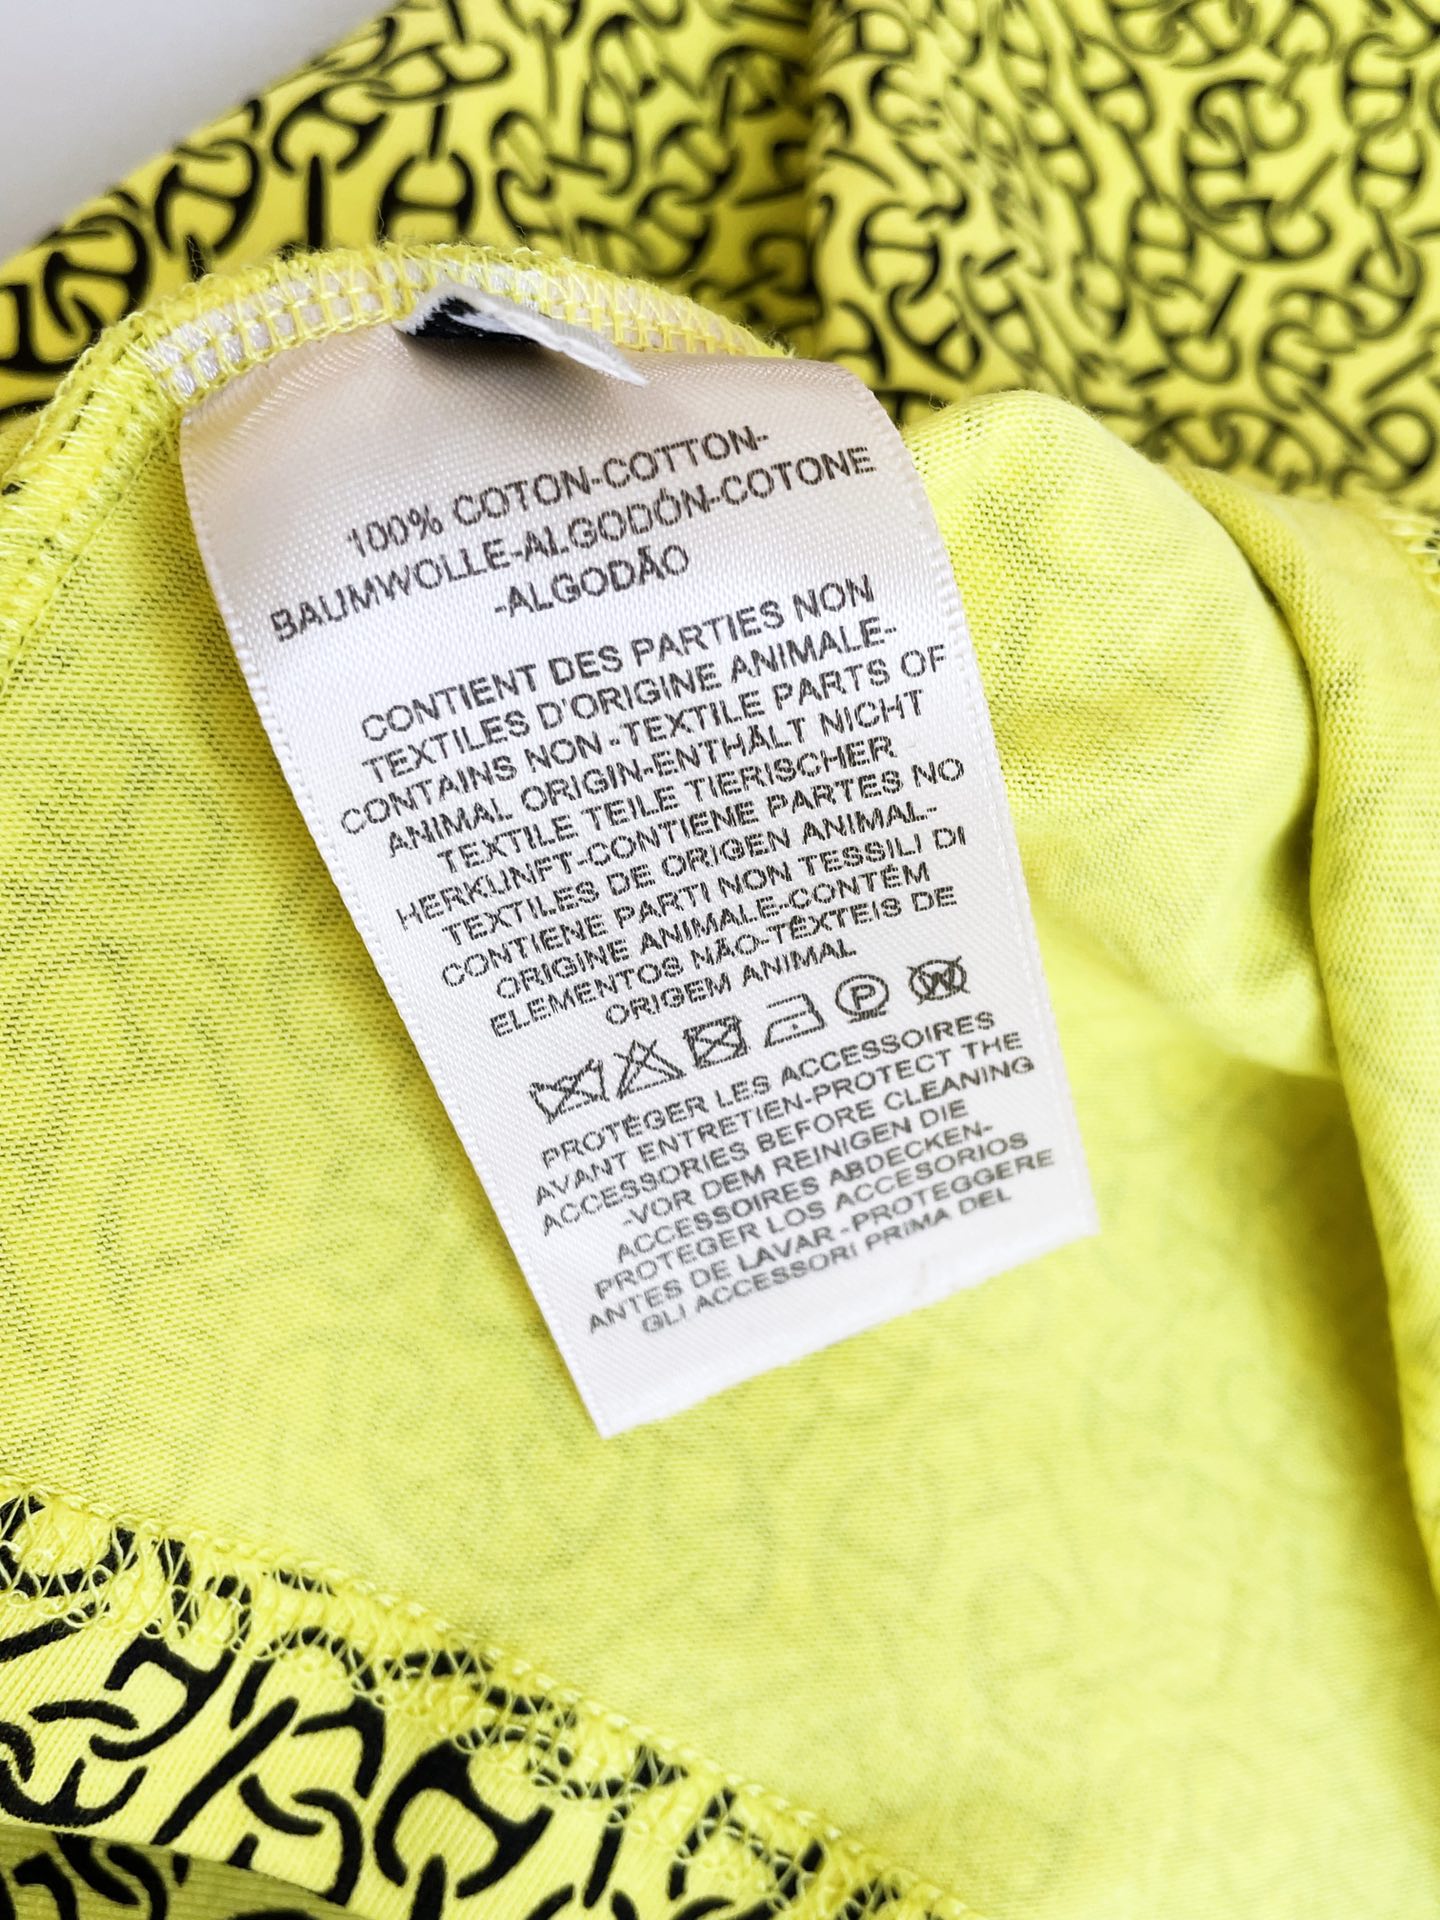 100% COTON-COTTON-
BAUMWOLLE-ALGODÓN-COTONE
-ALGODÃO
CONTIENT DES PARTIES NON
TEXTILES D'ORIGINE ANIMALE-
CONTAINS NON-TEXTILE PARTS OF
ANIMAL ORIGIN-ENTHÄLT NICHT
TEXTILE TEILE TIERISCHER
HERKUNFT-CONTIENE PARTES NO
TEXTILES DE ORIGEN ANIMAL-
CONTIENE PARTI NON TESSILI DI
ORIGINE ANIMALE-CONTÉM
ELEMENTOS NÃO-TÊXTEIS DE
ORIGEM ANIMAL
P W
PROTÉGER LES ACCESSOIRES
AVANT ENTRETIEN-PROTECT THE
ACCESSORIES BEFORE CLEANING
-VOR DEM REINIGEN DIE
ACCESSOIRES ABDECKEN-
PROTEGER LOS ACCESORIOS
ANTES DE LAVAR-PROTEGGERE
GLI ACCESSORI PRIMA DEL